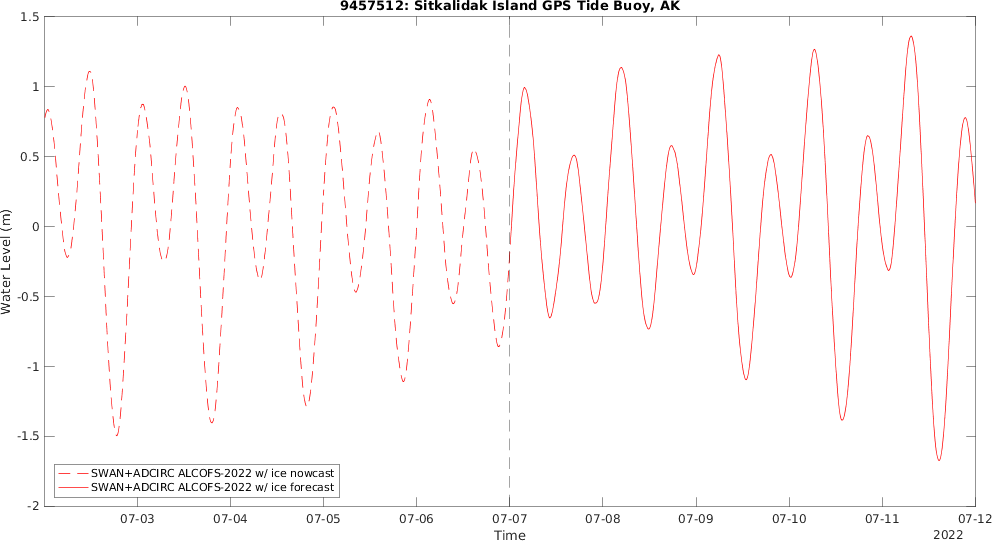 9457512: Sitkalidak Island GPS Tide Buoy, AK
1.5
1
0.5
0
-0.5
-1
-1.5
-2
Water Level (m)
SWAN+ADCIRC ALCOFS-2022 w/ ice nowcast
SWAN+ADCIRC ALCOFS-2022 w/ ice forecast
07-03 07-04 07-05 07-06 07-07 07-08 07-09 07-10 07-11 07-12
Time
2022